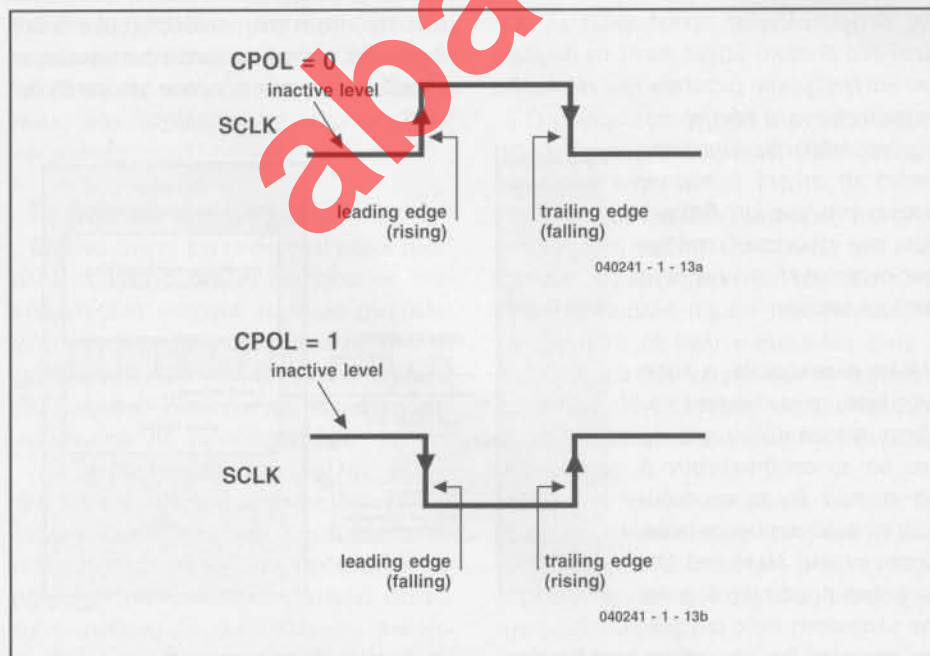 CPOL = 0
inactive level
SCLK
leading edge
(rising)
trailing edge
(falling)
040241 - 1 - 13a
CPOL = 1
inactive level
SCLK
leading edge
(falling)
trailing edge
(rising)
040241 - 1 - 13b
aba